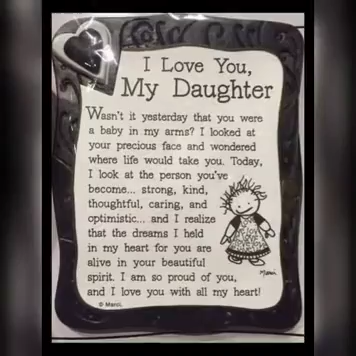 I Love You,
My Daughter
Wasn't it yesterday that you were
a baby in my arms? I looked at
your precious face and wondered
where life would take you. Today,
I look at the person you've
become... strong, kind,
thoughtful, caring, and
optimistic... and I realize
that the dreams I held
in my heart for you are
alive in your beautiful
spirit. I am so proud of you,
and I love you with all my heart!
Marci
© Marci.